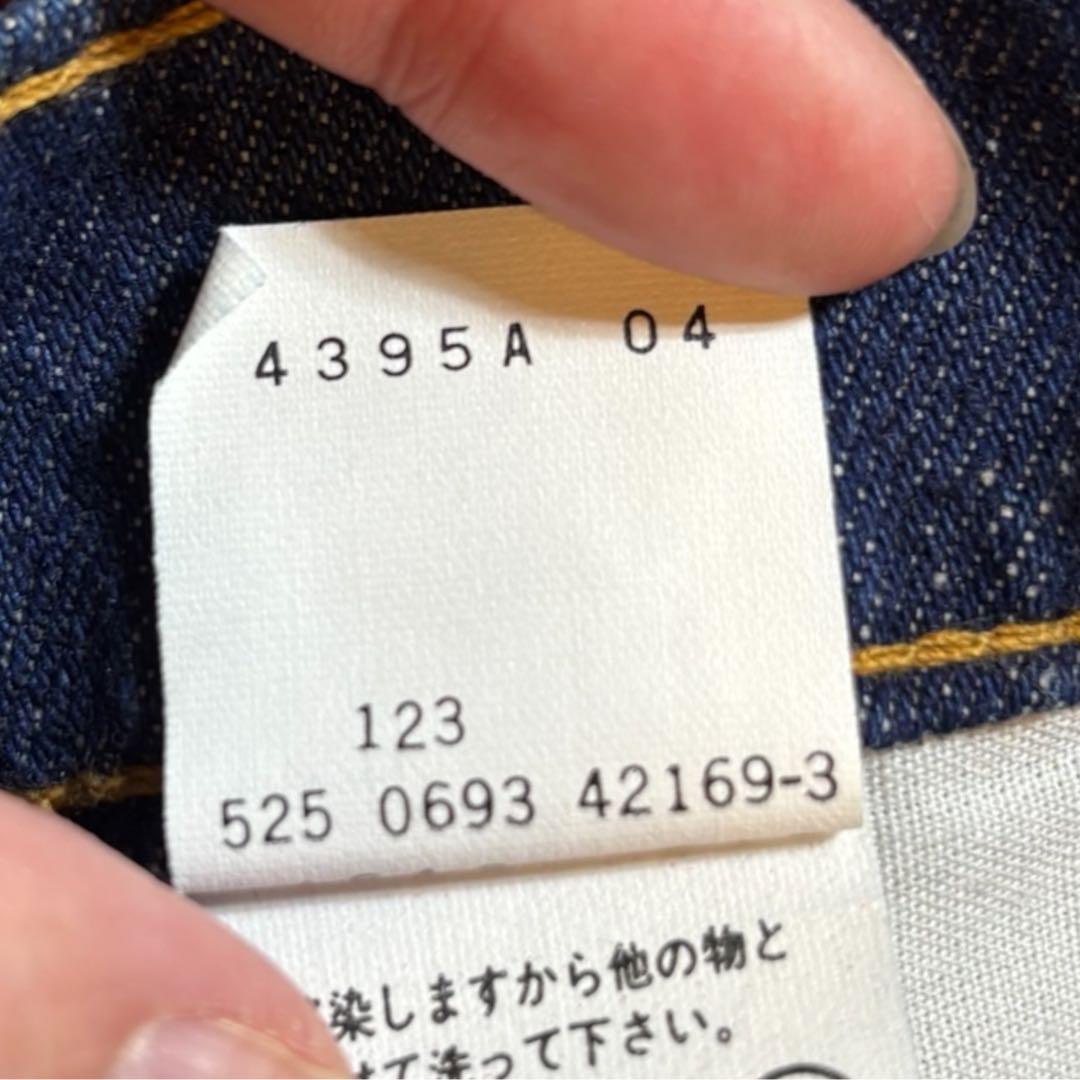 4395A 04
123
525 0693 42169-3
染しますから他の物と
て洗って下さい。